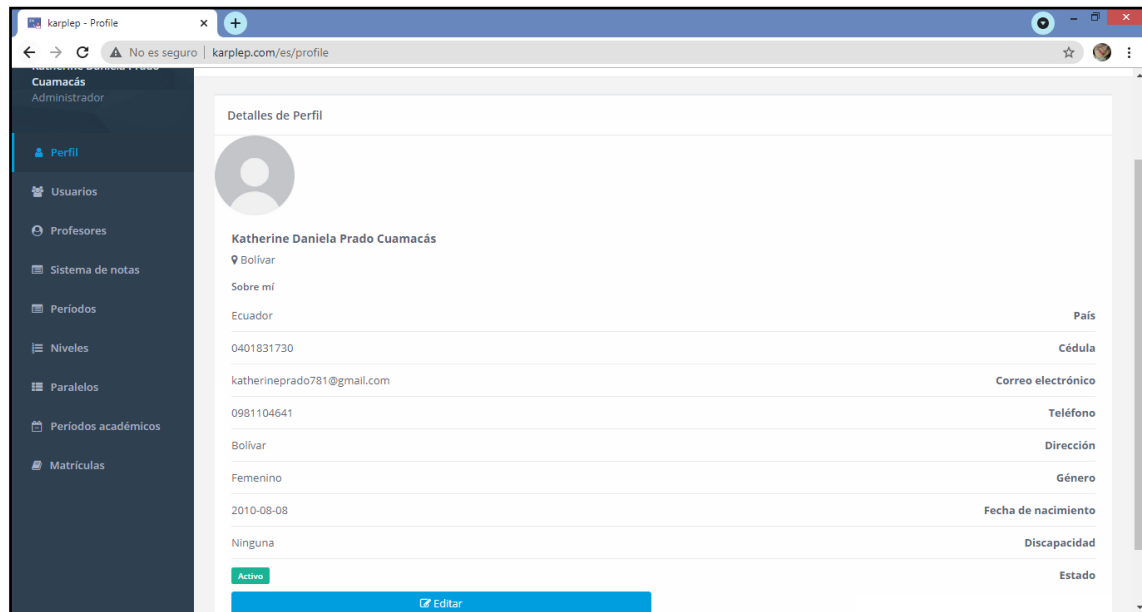 karplep - Profile
No es seguro | karplep.com/es/profile
Katherine Daniela Prado
Cuamacás
Administrador
Perfil
Usuarios
Profesores
Sistema de notas
Períodos
Niveles
Paralelos
Períodos académicos
Matrículas
Detalles de Perfil
Katherine Daniela Prado Cuamacás
Bolívar
Sobre mí
Ecuador País
0401831730 Cédula
katherineprado781@gmail.com Correo electrónico
0981104641 Teléfono
Bolívar Dirección
Femenino Género
2010-08-08 Fecha de nacimiento
Ninguna Discapacidad
Activo Estado
Editar